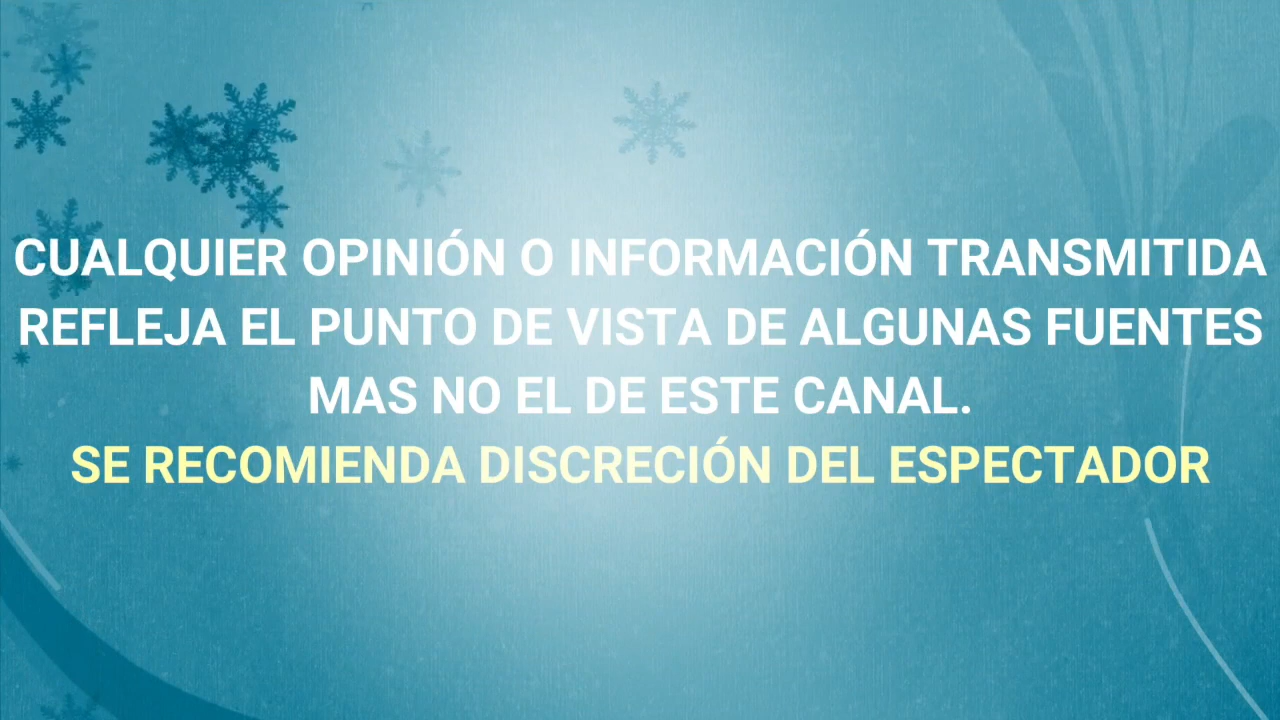 CUALQUIER OPINIÓN O INFORMACIÓN TRANSMITIDA
REFLEJA EL PUNTO DE VISTA DE ALGUNAS FUENTES
MAS NO EL DE ESTE CANAL.
SE RECOMIENDA DISCRECIÓN DEL ESPECTADOR